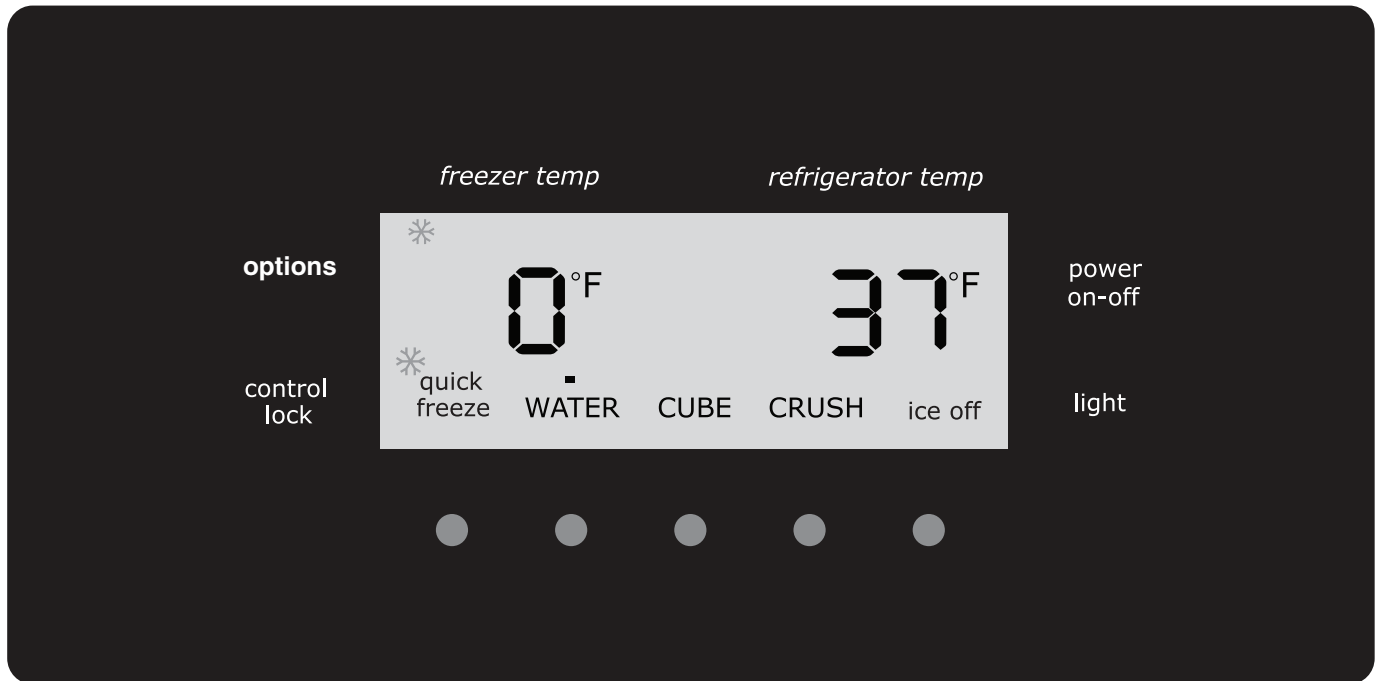 freezer temp
refrigerator temp
options
0°F
37°F
power
on-off
control
lock
quick
freeze
WATER
CUBE
CRUSH
ice off
light